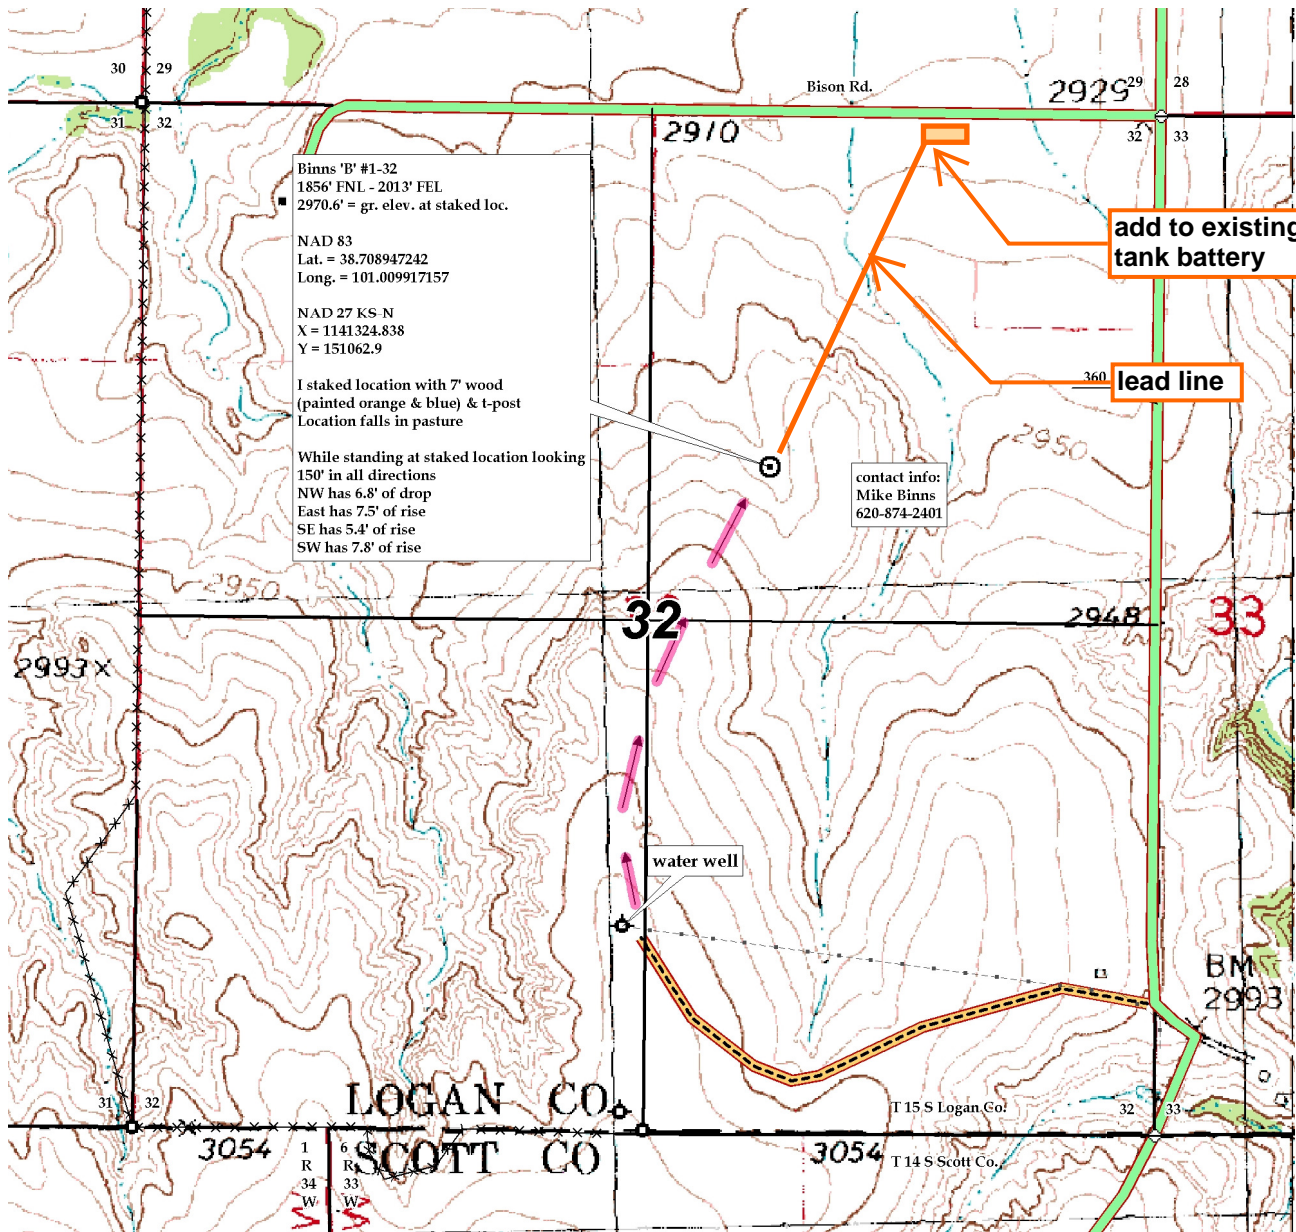 30
29
Bison Rd.
2929
29
28
31
32
2910
32
33
Binns 'B' #1-32
1856' FNL - 2013' FEL
2970.6' = gr. elev. at staked loc.
NAD 83
Lat. = 38.708947242
Long. = 101.009917157
NAD 27 KS-N
X = 1141324.838
Y = 151062.9
I staked location with 7' wood
(painted orange & blue) & t-post
Location falls in pasture
While standing at staked location looking
150' in all directions
NW has 6.8' of drop
East has 7.5' of rise
SE has 5.4' of rise
SW has 7.8' of rise
add to existing
tank battery
360
lead line
2950
contact info:
Mike Binns
620-874-2401
2950
32
2948
33
2993 X
water well
BM
2993
31
32
LOGAN CO.
T 15 S Logan Co.
32
33
3054
SCOTT CO
3054
T 14 S Scott Co.
1
R
34
W
6
R
33
W